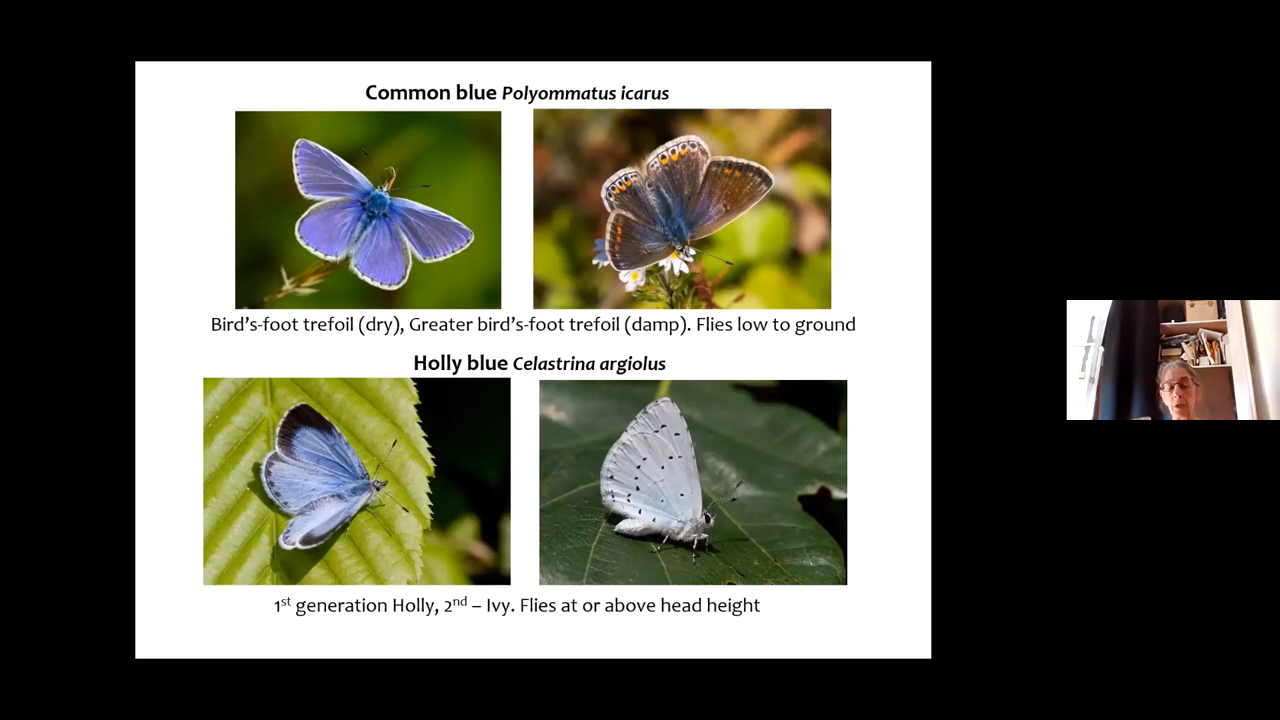 Common blue Polyommatus icarus
Bird's-foot trefoil (dry), Greater bird's-foot trefoil (damp). Flies low to ground
Holly blue Celastrina argiolus
1st generation Holly, 2nd – Ivy. Flies at or above head height